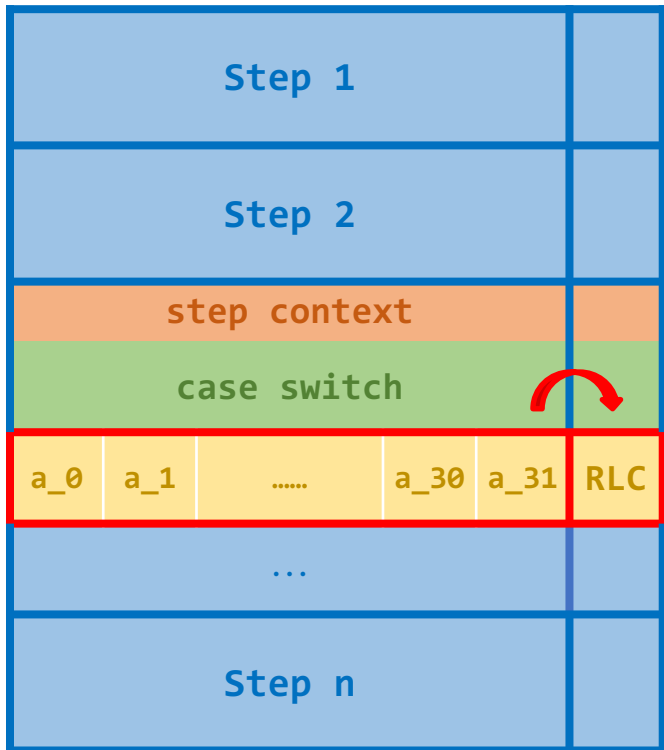 Step 1
Step 2
step context
case switch
a_0 a_1 …… a_30 a_31 RLC
...
Step n